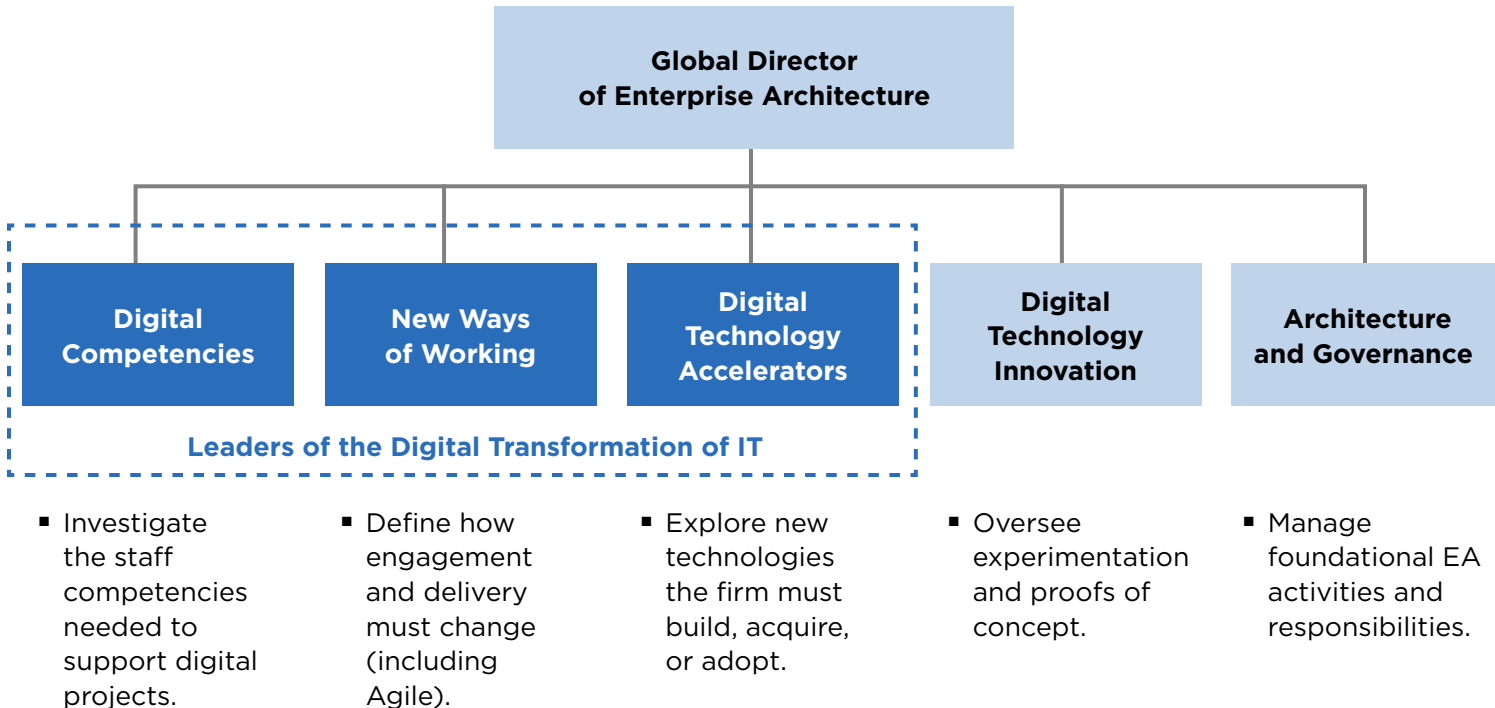 Global Director
of Enterprise Architecture
Digital
Competencies
New Ways
of Working
Digital
Technology
Accelerators
Digital
Technology
Innovation
Architecture
and Governance
Leaders of the Digital Transformation of IT
▪ Investigate
the staff
competencies
needed to
support digital
projects.
▪ Define how
engagement
and delivery
must change
(including
Agile).
▪ Explore new
technologies
the firm must
build, acquire,
or adopt.
▪ Oversee
experimentation
and proofs of
concept.
▪ Manage
foundational EA
activities and
responsibilities.